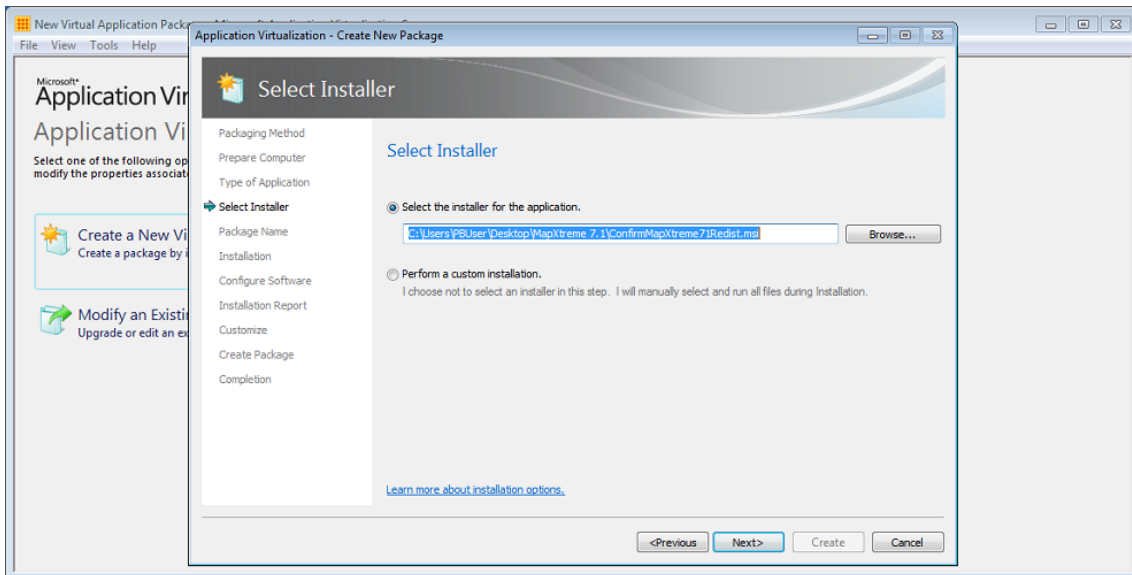 New Virtual Application Packa
File View Tools Help
Microsoft®
Application Vir
Application Vi
Select one of the following op
modify the properties associat
Create a New Vi
Create a package by i
Modify an Existi
Upgrade or edit an ex
Application Virtualization - Create New Package
Select Installer
Packaging Method
Prepare Computer
Type of Application
Select Installer
Package Name
Installation
Configure Software
Installation Report
Customize
Create Package
Completion
Select Installer
Select the installer for the application.
C:\Users\PBUser\Desktop\MapXtreme 7.1\ConfirmMapXtreme71Redist.msi
Browse...
Perform a custom installation.
I choose not to select an installer in this step. I will manually select and run all files during Installation.
Learn more about installation options.
<Previous Next> Create Cancel